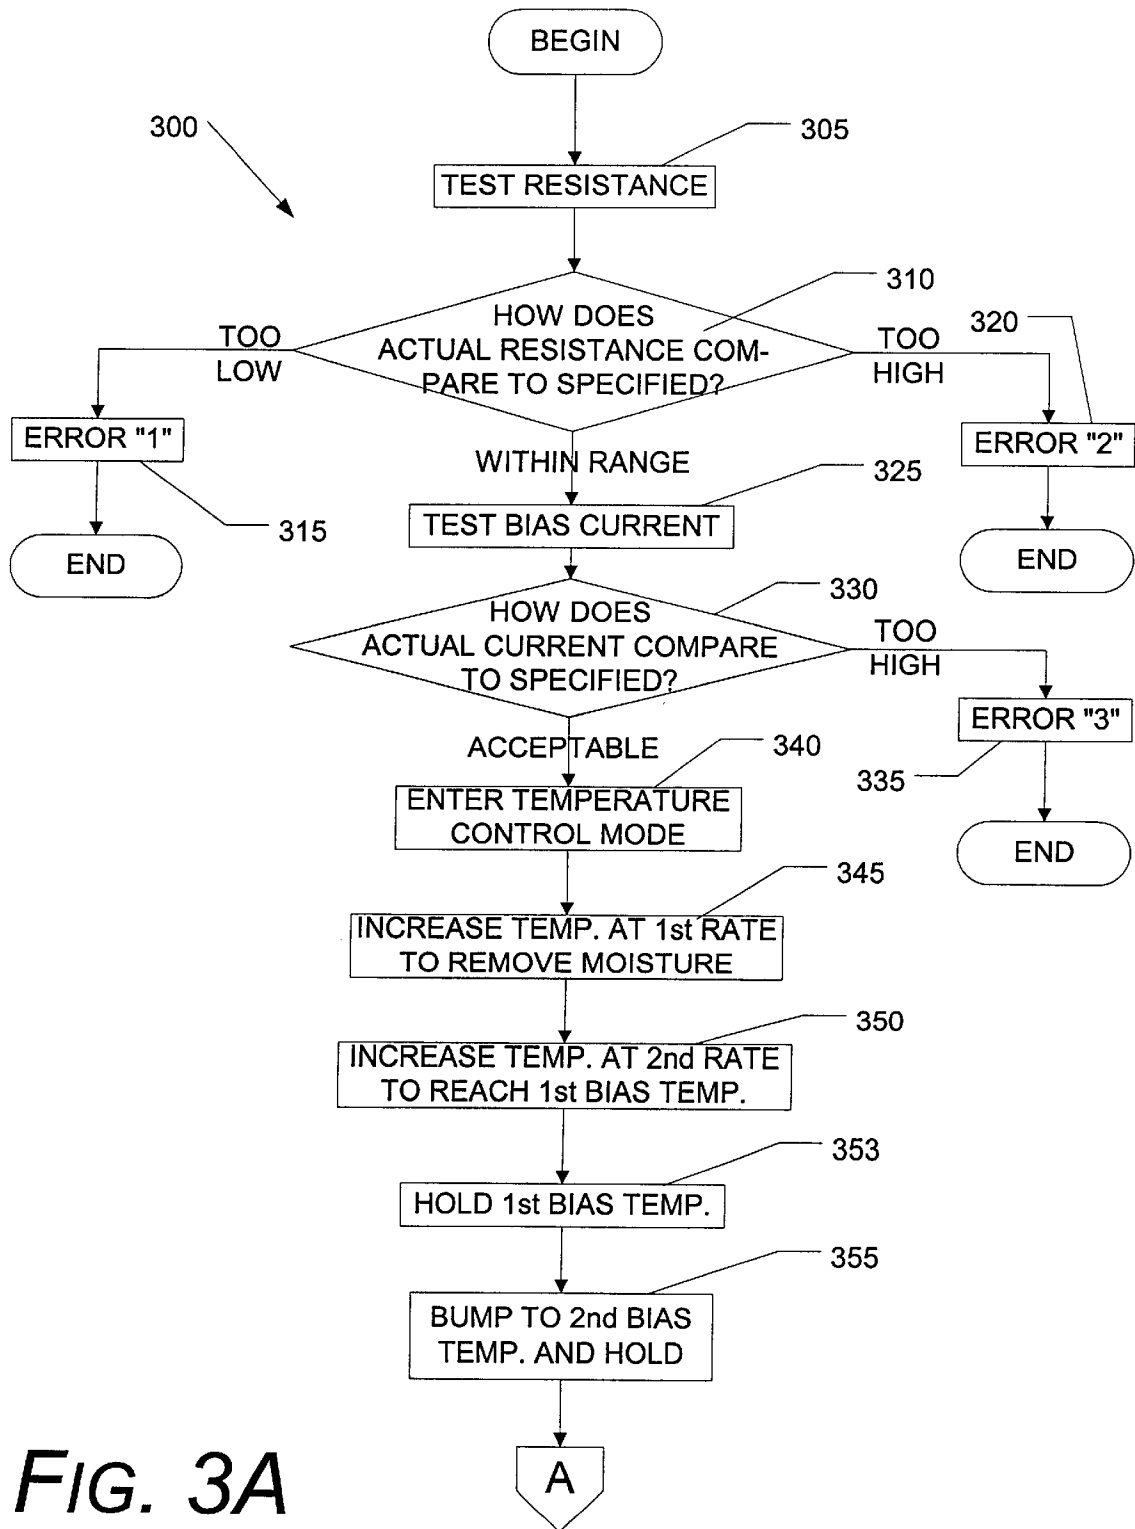 BEGIN
300
305
TEST RESISTANCE
310
HOW DOES
ACTUAL RESISTANCE COM-
PARE TO SPECIFIED?
TOO
LOW
TOO
HIGH
320
ERROR "1"
ERROR "2"
WITHIN RANGE
325
315
TEST BIAS CURRENT
END
END
330
HOW DOES
ACTUAL CURRENT COMPARE
TO SPECIFIED?
TOO
HIGH
ERROR "3"
ACCEPTABLE
340
335
ENTER TEMPERATURE
CONTROL MODE
END
345
INCREASE TEMP. AT 1st RATE
TO REMOVE MOISTURE
350
INCREASE TEMP. AT 2nd RATE
TO REACH 1st BIAS TEMP.
353
HOLD 1st BIAS TEMP.
355
BUMP TO 2nd BIAS
TEMP. AND HOLD
A
FIG. 3A